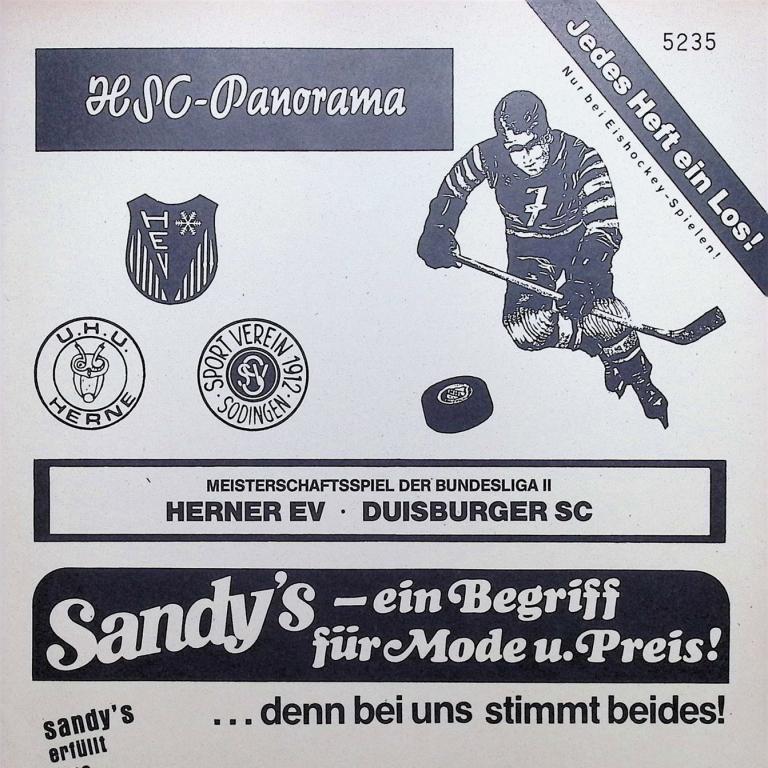 5235
HSC-Panorama
Jedes Heft ein Los!
Nur bei Eishockey-Spielen!
HEV
7
U.H.U.
HERNE
SPORT VEREIN 1912
SODINGEN
SV
MEISTERSCHAFTSSPIEL DER BUNDESLIGA II
HERNER EV · DUISBURGER SC
Sandy's – ein Begriff
für Mode u. Preis!
... denn bei uns stimmt beides!
sandy's
erfüllt